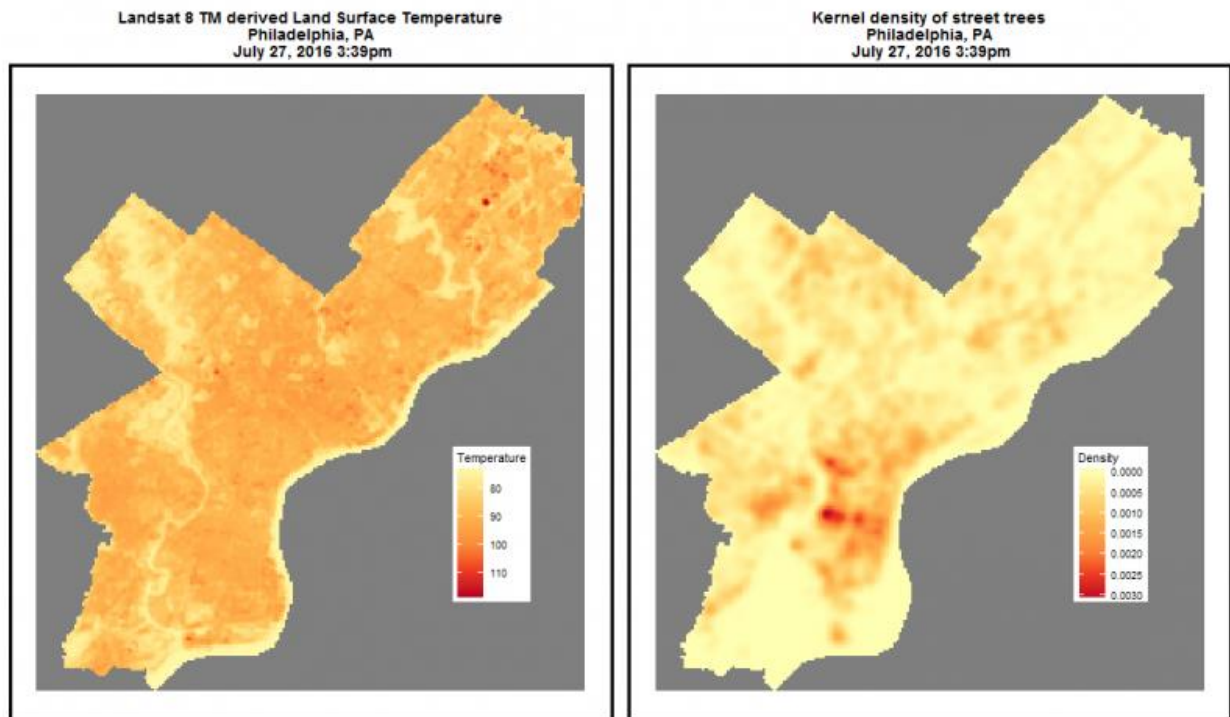 Landsat 8 TM derived Land Surface Temperature
Philadelphia, PA
July 27, 2016 3:39pm
Kernel density of street trees
Philadelphia, PA
July 27, 2016 3:39pm
Temperature
80
90
100
110
Density
0.0000
0.0005
0.0010
0.0015
0.0020
0.0025
0.0030